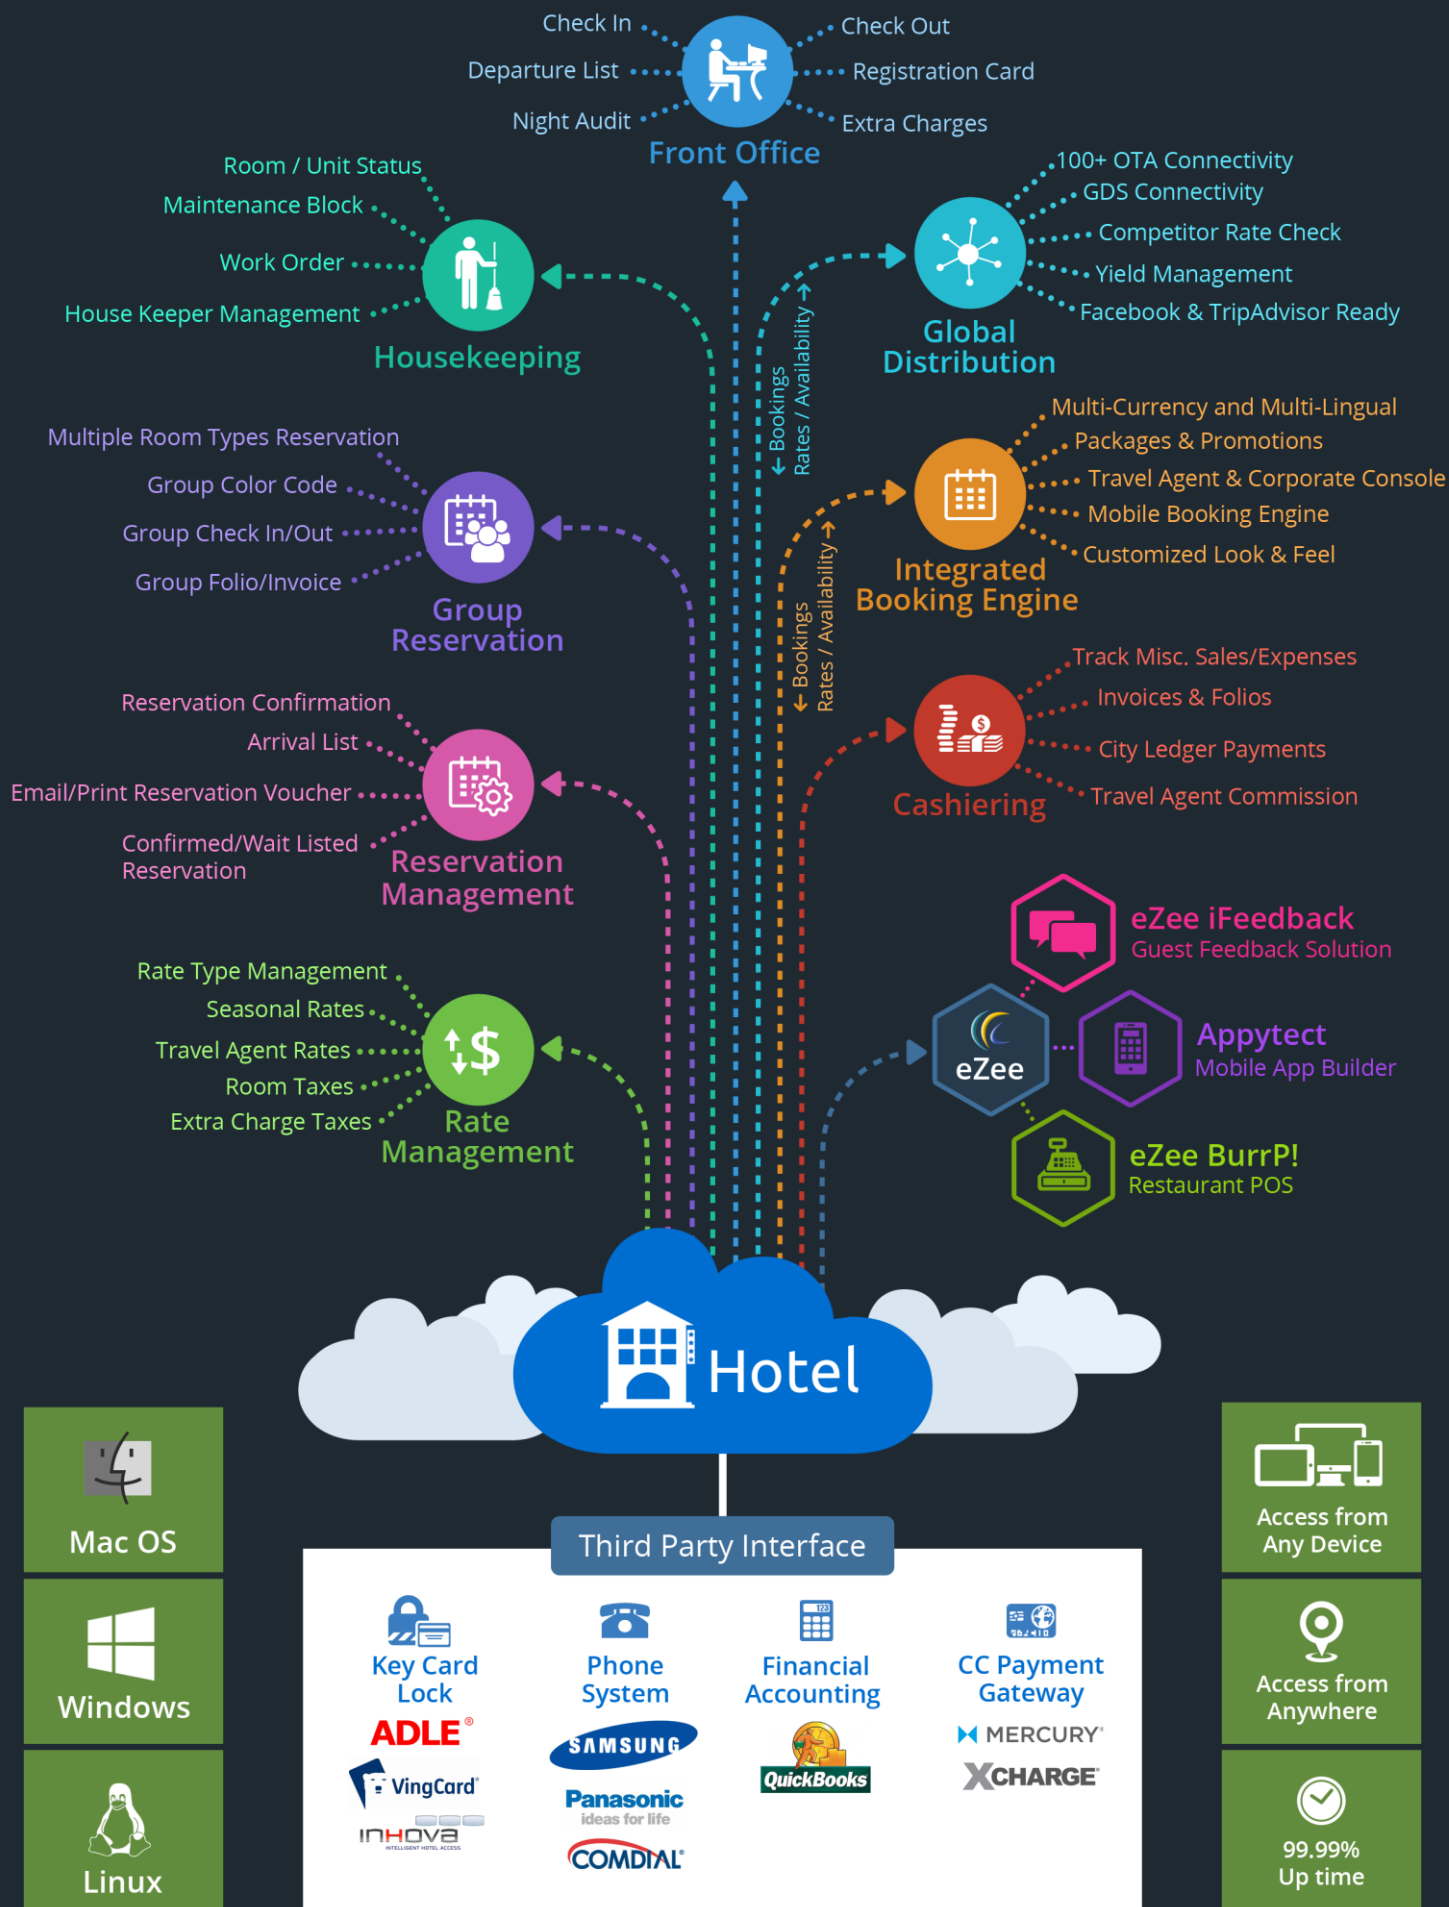 Check In
Departure List
Night Audit
Check Out
Registration Card
Extra Charges
Front Office
Room / Unit Status
Maintenance Block
Work Order
House Keeper Management
Housekeeping
100+ OTA Connectivity
GDS Connectivity
Competitor Rate Check
Yield Management
Facebook & TripAdvisor Ready
Global
Distribution
← Bookings
Rates / Availability →
Multiple Room Types Reservation
Group Color Code
Group Check In/Out
Group Folio/Invoice
Group
Reservation
Multi-Currency and Multi-Lingual
Packages & Promotions
Travel Agent & Corporate Console
Mobile Booking Engine
Customized Look & Feel
Integrated
Booking Engine
← Bookings
Rates / Availability →
Reservation Confirmation
Arrival List
Email/Print Reservation Voucher
Confirmed/Wait Listed
Reservation
Reservation
Management
Track Misc. Sales/Expenses
Invoices & Folios
City Ledger Payments
Travel Agent Commission
Cashiering
Rate Type Management
Seasonal Rates
Travel Agent Rates
Room Taxes
Extra Charge Taxes
$
Rate
Management
eZee iFeedback
Guest Feedback Solution
eZee
Appytect
Mobile App Builder
eZee BurrP!
Restaurant POS
Hotel
Mac OS
Windows
Linux
Third Party Interface
Key Card
Lock
ADLE®
VingCard®
INHOVA
INTELLIGENT HOTEL ACCESS
Phone
System
SAMSUNG
Panasonic
ideas for life
COMDIAL®
123
Financial
Accounting
QuickBooks
CC Payment
Gateway
MERCURY®
XCHARGE®
Access from
Any Device
Access from
Anywhere
99.99%
Up time